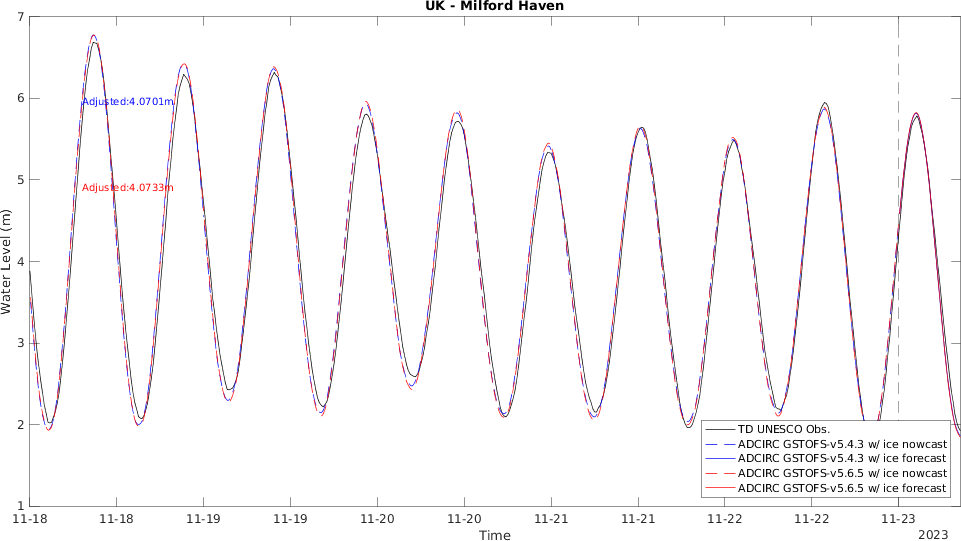 UK - Milford Haven
7
6
5
4
3
2
1
Water Level (m)
Adjusted:4.0701m
Adjusted:4.0733m
TD UNESCO Obs.
ADCIRC GSTOFS-v5.4.3 w/ ice nowcast
ADCIRC GSTOFS-v5.4.3 w/ ice forecast
ADCIRC GSTOFS-v5.6.5 w/ ice nowcast
ADCIRC GSTOFS-v5.6.5 w/ ice forecast
11-18 11-18 11-19 11-19 11-20 11-20 11-21 11-21 11-22 11-22 11-23
Time
2023